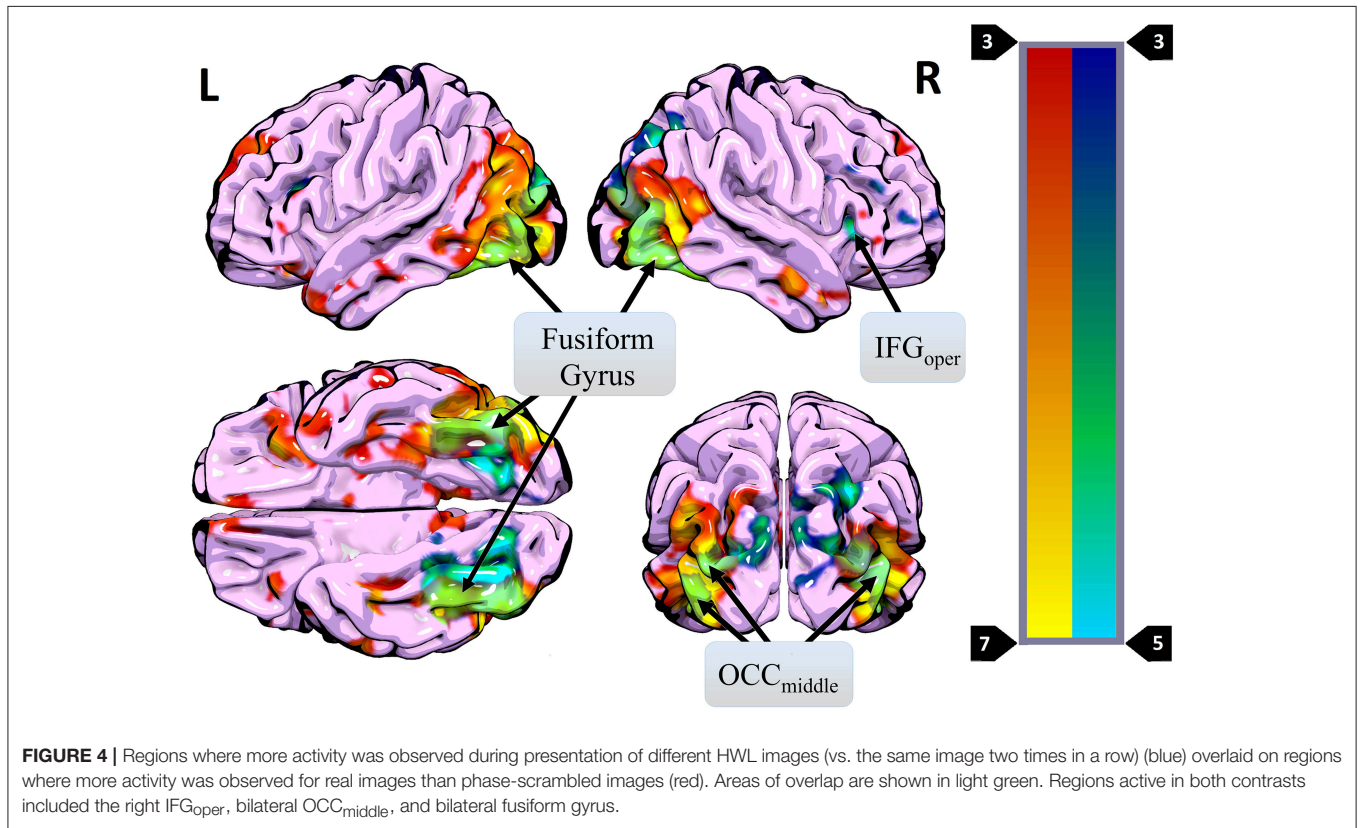 L
R
3
3
Fusiform
Gyrus
IFGoper
OCCmiddle
7
5
FIGURE 4 | Regions where more activity was observed during presentation of different HWL images (vs. the same image two times in a row) (blue) overlaid on regions
where more activity was observed for real images than phase-scrambled images (red). Areas of overlap are shown in light green. Regions active in both contrasts
included the right IFGoper, bilateral OCCmiddle, and bilateral fusiform gyrus.